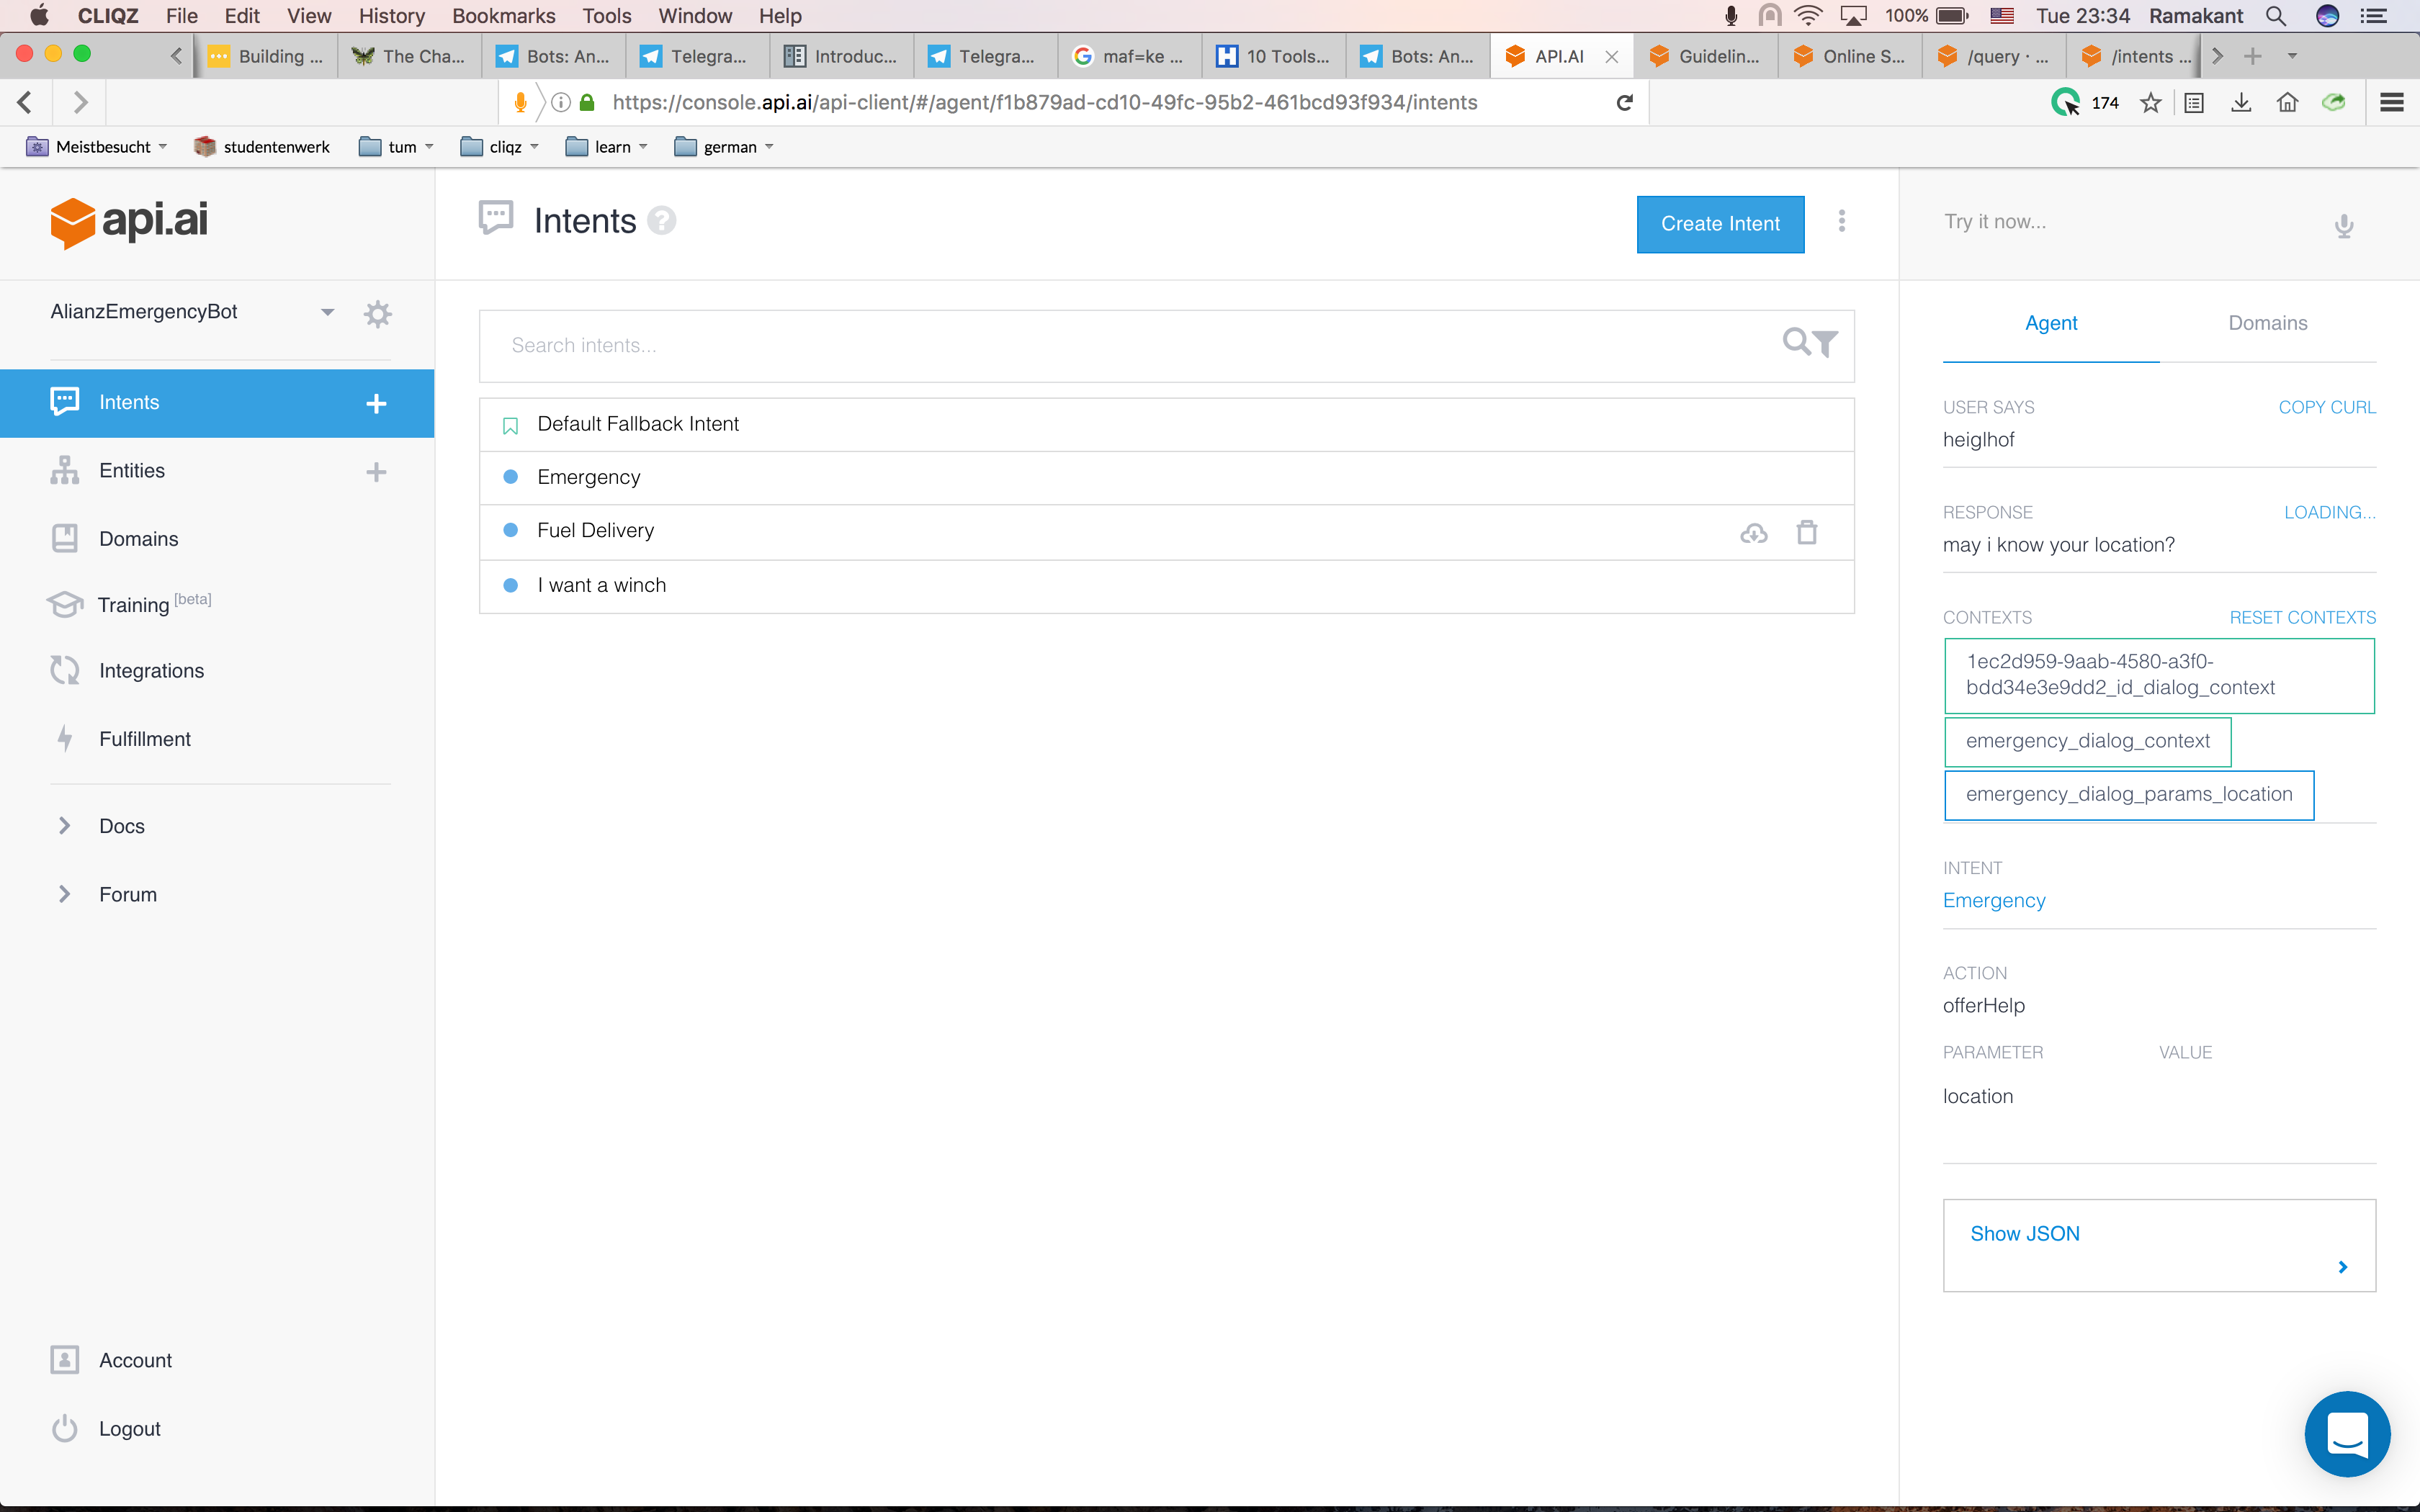 CLIQZ File Edit View History Bookmarks Tools Window Help 100% Tue 23:34 Ramakant
Building ... The Cha... Bots: An... Telegra... Introduc... Telegra... maf=ke ... 10 Tools... Bots: An... API.AI Guidelin... Online S... /query · ... /intents ...
https://console.api.ai/api-client/#/agent/f1b879ad-cd10-49fc-95b2-461bcd93f934/intents 174
Meistbesucht studentenwerk tum cliqz learn german
api.ai
AlianzEmergencyBot
Intents
Entities
Domains
Training [beta]
Integrations
Fulfillment
Docs
Forum
Account
Logout
Intents ?
Create Intent
Search intents...
Default Fallback Intent
Emergency
Fuel Delivery
I want a winch
Try it now...
Agent Domains
USER SAYS COPY CURL
heiglhof
RESPONSE LOADING...
may i know your location?
CONTEXTS RESET CONTEXTS
1ec2d959-9aab-4580-a3f0-
bdd34e3e9dd2_id_dialog_context
emergency_dialog_context
emergency_dialog_params_location
INTENT
Emergency
ACTION
offerHelp
PARAMETER VALUE
location
Show JSON